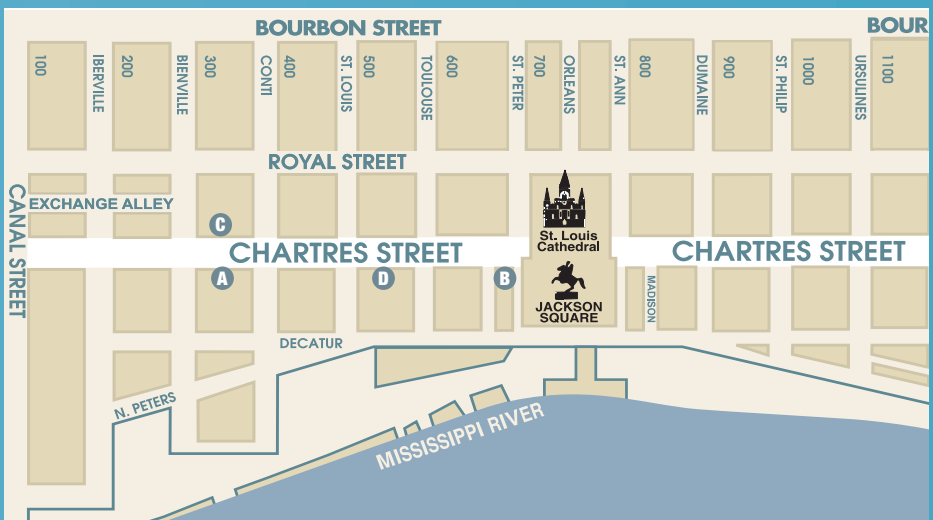 BOURBON STREET
BOUR
100
IBERVILLE
200
BIENVILLE
300
CONTI
400
ST. LOUIS
500
TOULOUSE
600
ST. PETER
700
ORLEANS
ST. ANN
800
DUMAINE
900
ST. PHILIP
1000
URSULINES
1100
ROYAL STREET
CANAL STREET
EXCHANGE ALLEY
C
St. Louis
Cathedral
CHARTRES STREET
CHARTRES STREET
A
D
B
JACKSON
SQUARE
MADISON
DECATUR
N. PETERS
MISSISSIPPI RIVER